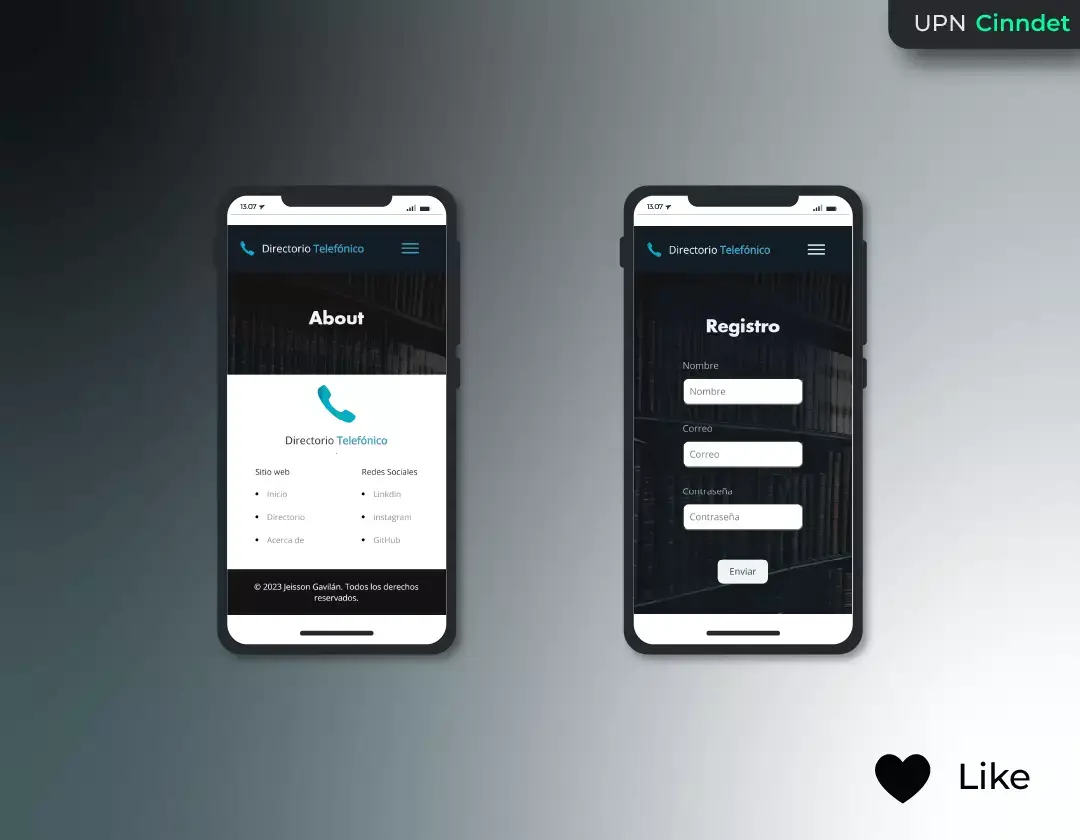 UPN Cinndet
13.07
Directorio Telefónico
About
Directorio Telefónico
Sitio web
Inicio
Directorio
Acerca de
Redes Sociales
Linkdin
instagram
GitHub
© 2023 Jeisson Gavilán. Todos los derechos
reservados.
13.07
Directorio Telefónico
Registro
Nombre
Nombre
Correo
Correo
Contraseña
Contraseña
Enviar
Like